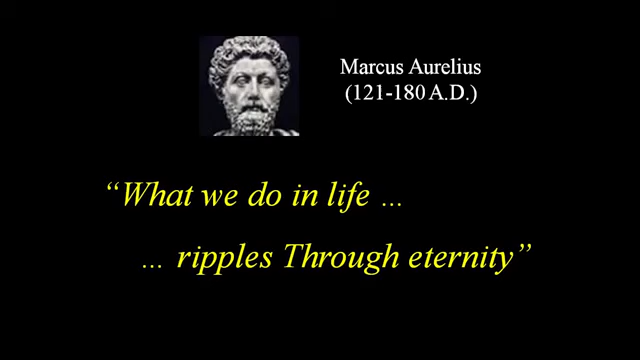 Marcus Aurelius
(121-180 A.D.)
“What we do in life ...
... ripples Through eternity”